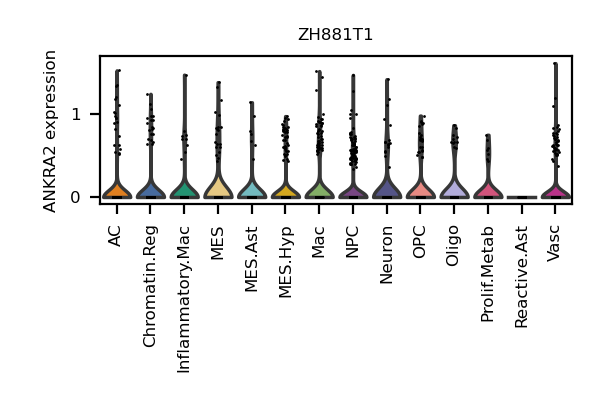 ZH881T1
ANKRA2 expression
1
0
AC
Chromatin.Reg
Inflammatory.Mac
MES
MES.Ast
MES.Hyp
Mac
NPC
Neuron
OPC
Oligo
Prolif.Metab
Reactive.Ast
Vasc